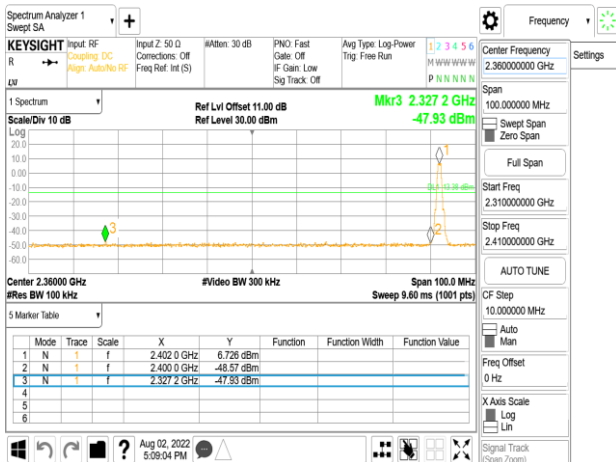 Spectrum Analyzer 1
Swept SA
Frequency
KEYSIGHT
R
LXI
Input: RF
Coupling: DC
Align: Auto/No RF
Input Z: 50 Ω
Corrections: Off
Freq Ref: Int (S)
#Atten: 30 dB
PNO: Fast
Gate: Off
IF Gain: Low
Sig Track: Off
Avg Type: Log-Power
Trig: Free Run
1 2 3 4 5 6
M W W W W W
P N N N N N
Center Frequency
2.360000000 GHz
Settings
Span
100.000000 MHz
Swept Span
Zero Span
Full Span
Start Freq
2.310000000 GHz
Stop Freq
2.410000000 GHz
AUTO TUNE
CF Step
10.000000 MHz
Auto
Man
Freq Offset
0 Hz
X Axis Scale
Log
Lin
Signal Track
(Span Zoom)
1 Spectrum
Scale/Div 10 dB
Ref Lvl Offset 11.00 dB
Ref Level 30.00 dBm
Mkr3 2.327 2 GHz
-47.93 dBm
Log
20.0
10.0
0.00
-10.0
-20.0
-30.0
-40.0
-50.0
-60.0
1
2
3
DL1 -13.38 dBm
Center 2.36000 GHz
#Video BW 300 kHz
Span 100.0 MHz
#Res BW 100 kHz
Sweep 9.60 ms (1001 pts)
5 Marker Table
Mode Trace Scale X Y Function Function Width Function Value
1 N 1 f 2.402 0 GHz 6.726 dBm
2 N 1 f 2.400 0 GHz -48.57 dBm
3 N 1 f 2.327 2 GHz -47.93 dBm
4
5
6
?
Aug 02, 2022
5:09:04 PM